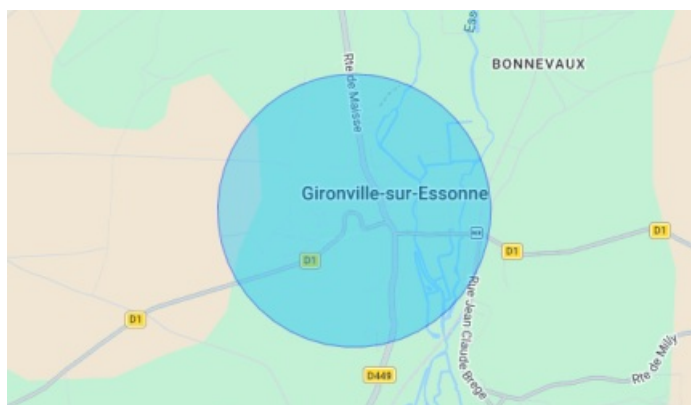 Ess
Rte de Maisse
BONNEVAUX
Gironville-sur-Essonne
D1
D1
D1
D1
Rue Jean Claude Brege
Rte de Milly
D449